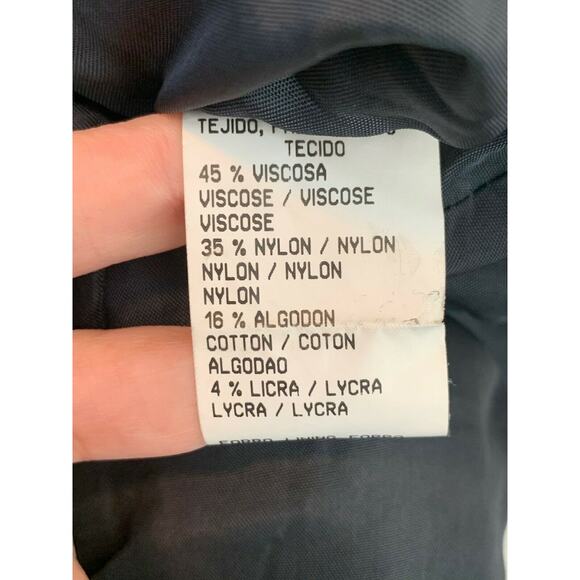 TEJIDO,
TECIDO
45 % VISCOSA
VISCOSE / VISCOSE
VISCOSE
35 % NYLON / NYLON
NYLON / NYLON
NYLON
16 % ALGODON
COTTON / COTON
ALGODAO
4 % LICRA / LYCRA
LYCRA / LYCRA